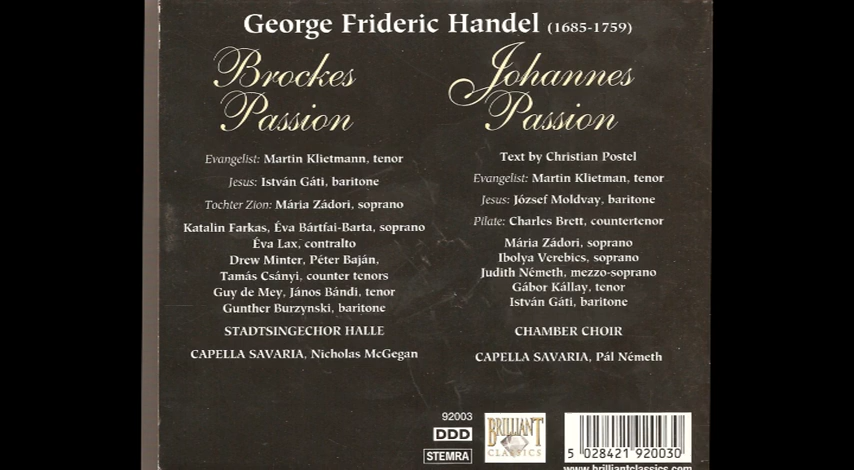 George Frideric Handel (1685-1759)
Brockes
Passion
Evangelist: Martin Klietmann, tenor
Jesus: István Gáti, baritone
Tochter Zion: Mária Zádori, soprano
Katalin Farkas, Éva Bártfai-Barta, soprano
Éva Lax, contralto
Drew Minter, Péter Baján,
Tamás Csányi, counter tenors
Guy de Mey, János Bándi, tenor
Gunther Burzynski, baritone
STADTSINGECHOR HALLE
CAPELLA SAVARIA, Nicholas McGegan
Johannes
Passion
Text by Christian Postel
Evangelist: Martin Klietman, tenor
Jesus: József Moldvay, baritone
Pilate: Charles Brett, countertenor
Mária Zádori, soprano
Ibolya Verebics, soprano
Judith Németh, mezzo-soprano
Gábor Kállay, tenor
István Gáti, baritone
CHAMBER CHOIR
CAPELLA SAVARIA, Pál Németh
92003
DDD
STEMRA
BRILLIANT
CLASSICS
5 028421 920030
www.brilliantclassics.com